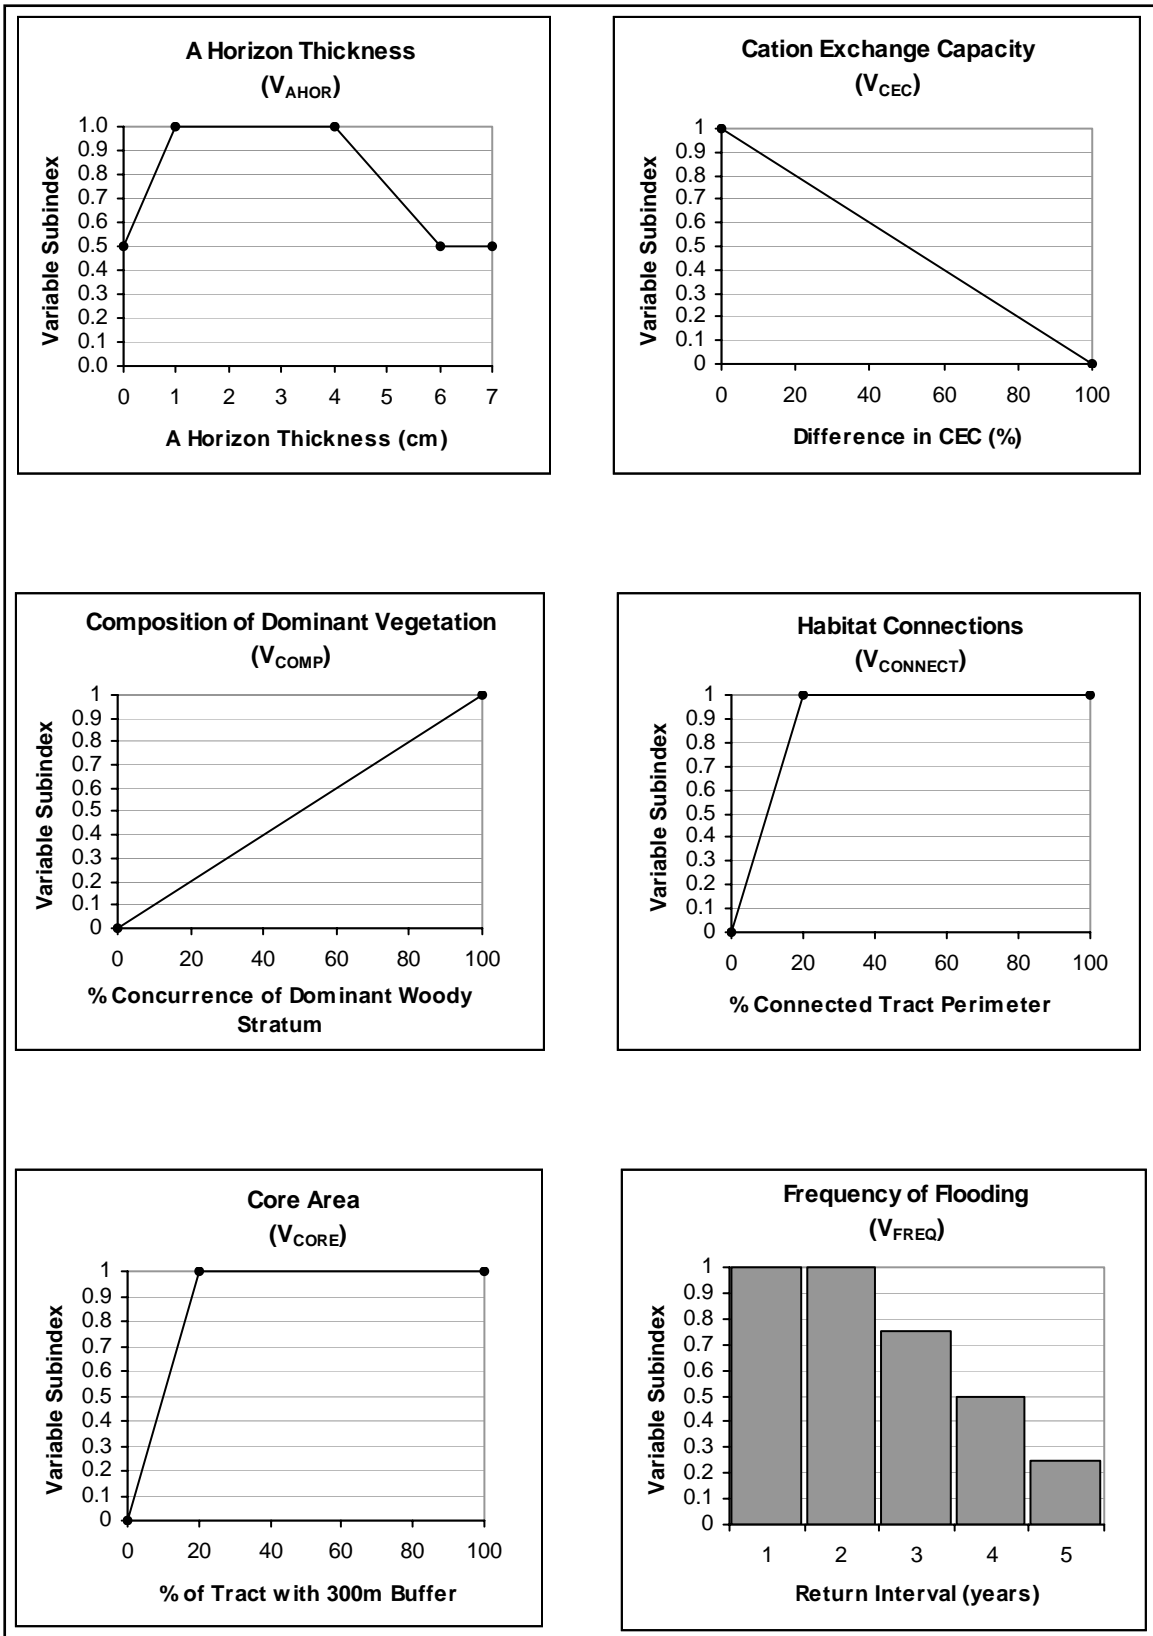 A Horizon Thickness
(VAHOR)
1.0
0.9
0.8
0.7
0.6
0.5
0.4
0.3
0.2
0.1
0.0
Variable Subindex
0 1 2 3 4 5 6 7
A Horizon Thickness (cm)
Cation Exchange Capacity
(VCEC)
1
0.9
0.8
0.7
0.6
0.5
0.4
0.3
0.2
0.1
0
Variable Subindex
0 20 40 60 80 100
Difference in CEC (%)
Composition of Dominant Vegetation
(VCOMP)
1
0.9
0.8
0.7
0.6
0.5
0.4
0.3
0.2
0.1
0
Variable Subindex
0 20 40 60 80 100
% Concurrence of Dominant Woody
Stratum
Habitat Connections
(VCONNECT)
1
0.9
0.8
0.7
0.6
0.5
0.4
0.3
0.2
0.1
0
Variable Subindex
0 20 40 60 80 100
% Connected Tract Perimeter
Core Area
(VCORE)
1
0.9
0.8
0.7
0.6
0.5
0.4
0.3
0.2
0.1
0
Variable Subindex
0 20 40 60 80 100
% of Tract with 300m Buffer
Frequency of Flooding
(VFREQ)
1
0.9
0.8
0.7
0.6
0.5
0.4
0.3
0.2
0.1
0
Variable Subindex
1 2 3 4 5
Return Interval (years)